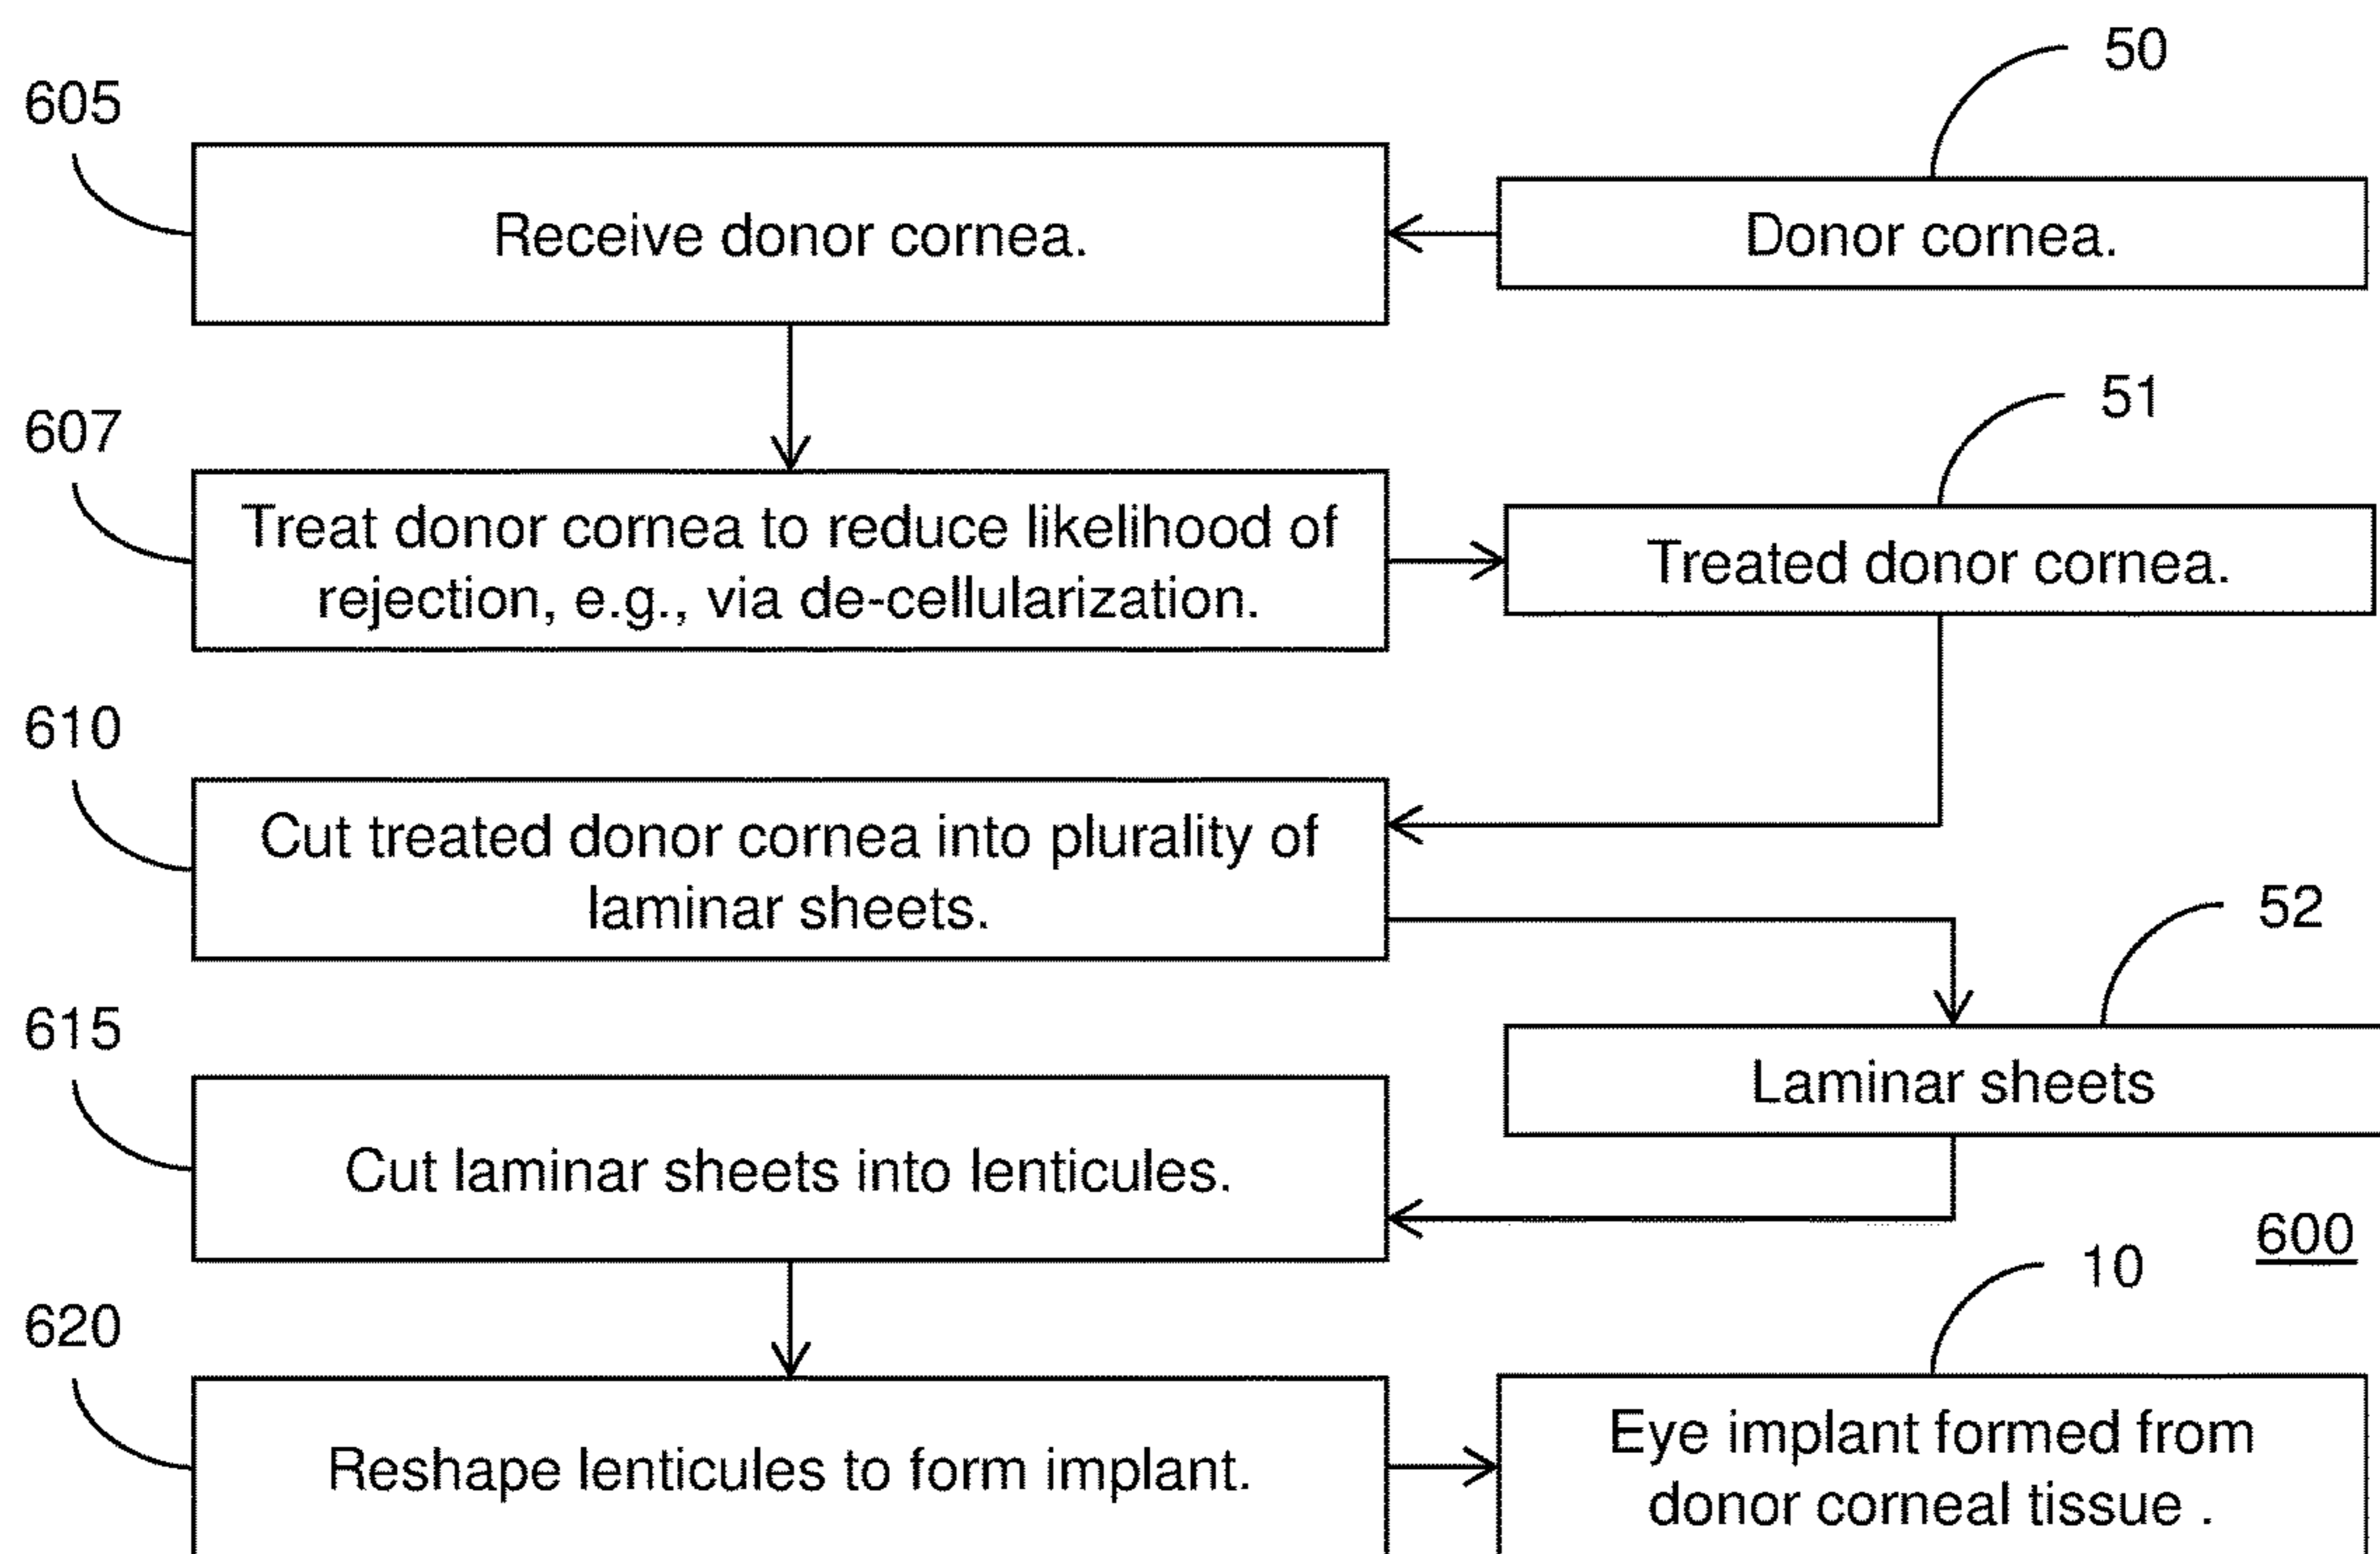 50
605
Receive donor cornea.
Donor cornea.
51
607
Treat donor cornea to reduce likelihood of
rejection, e.g., via de-cellularization.
Treated donor cornea.
610
Cut treated donor cornea into plurality of
laminar sheets.
52
615
Laminar sheets
Cut laminar sheets into lenticules.
600
10
620
Reshape lenticules to form implant.
Eye implant formed from
donor corneal tissue .